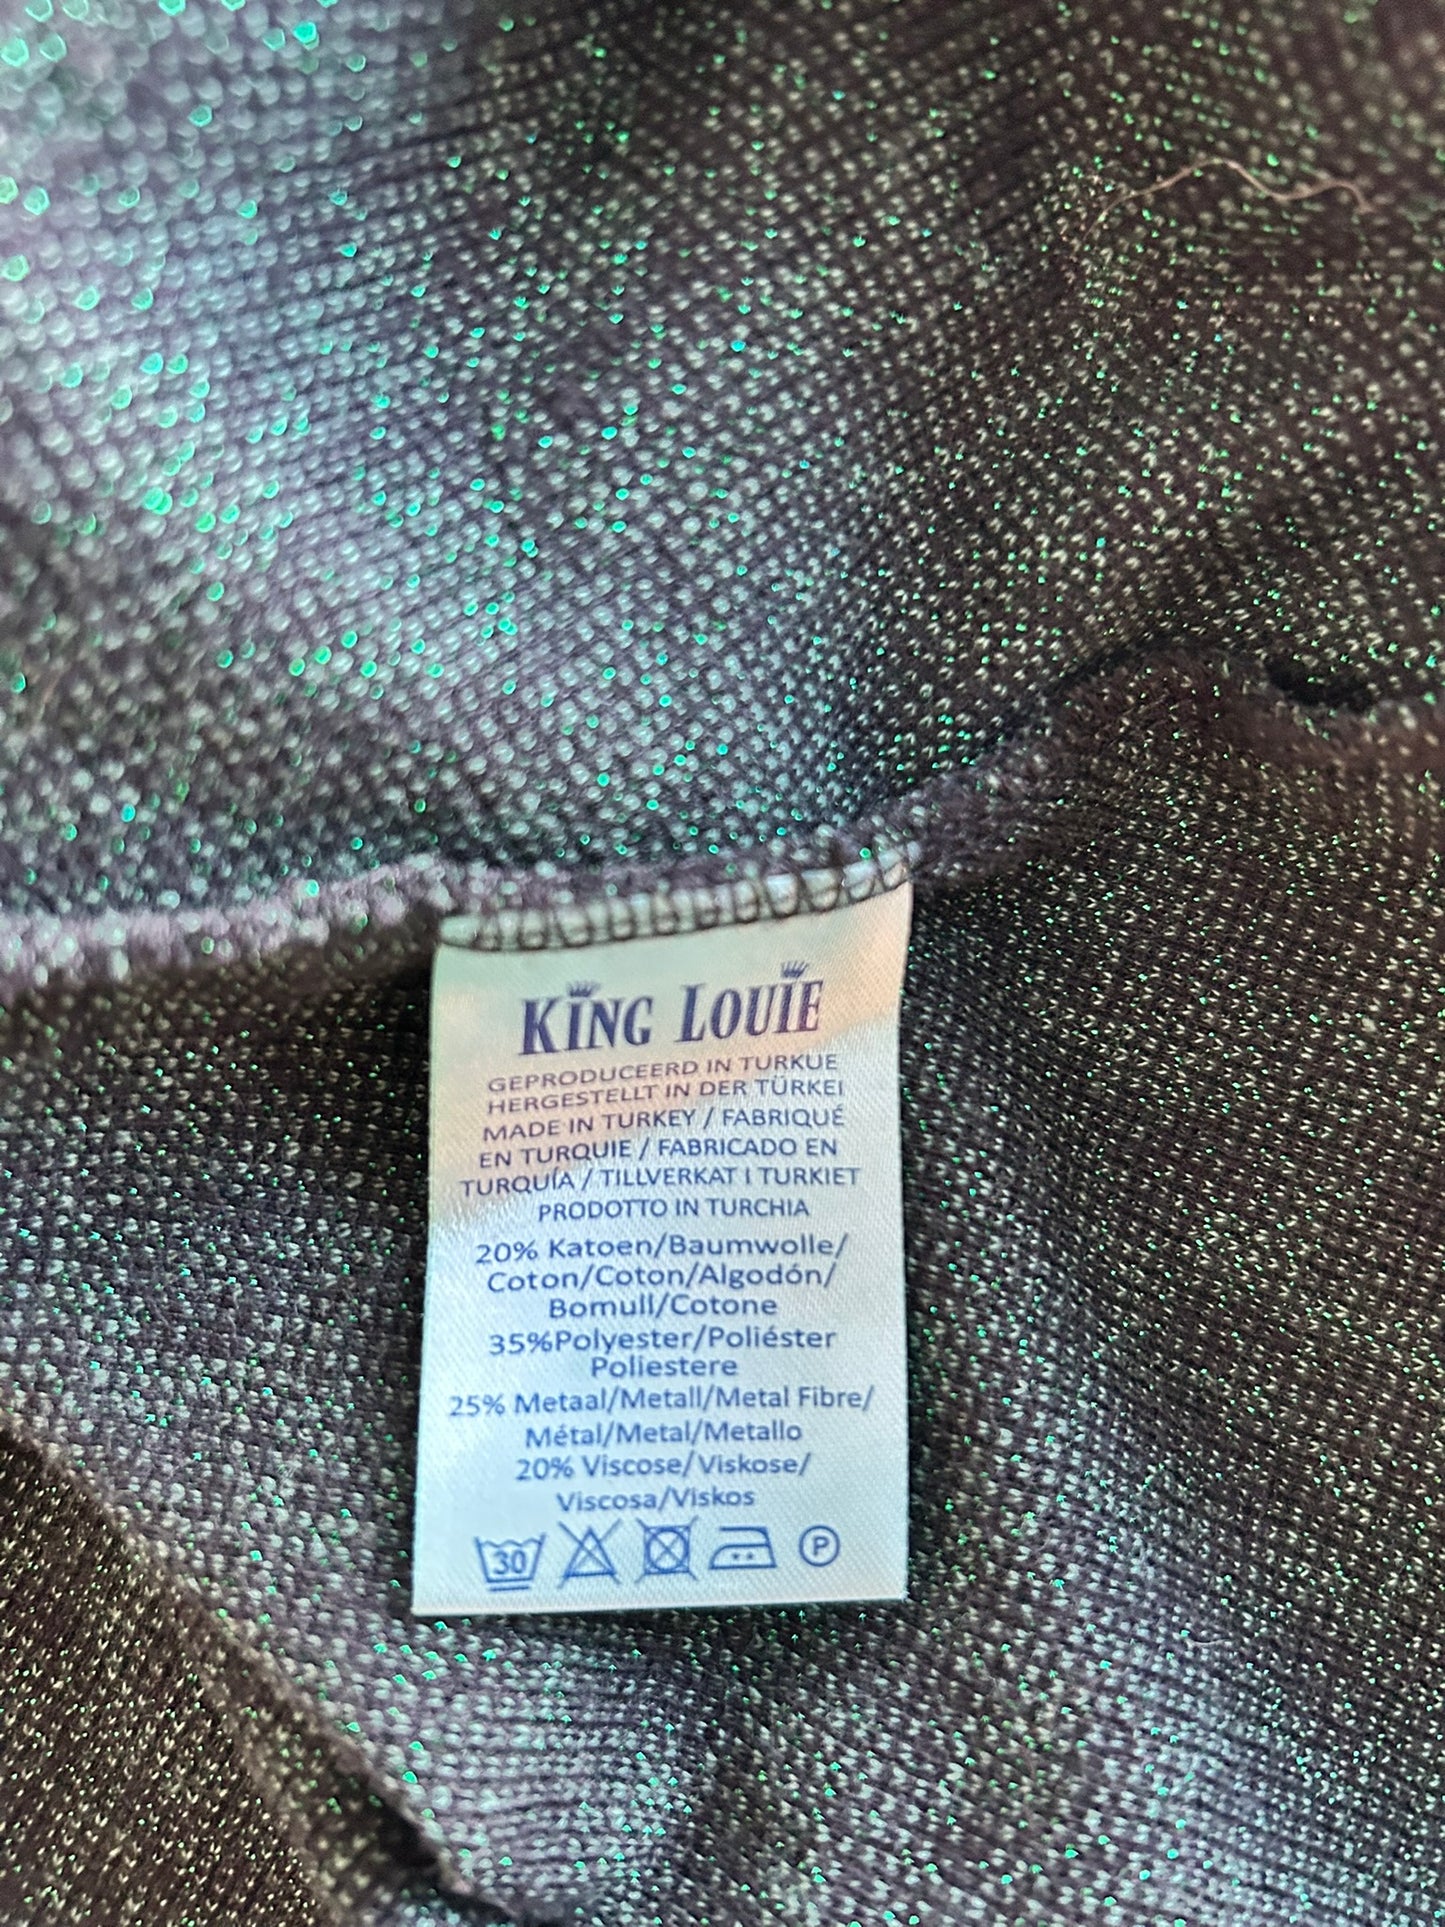 KING LOUIE
GEPRODUCEERD IN TURKUE
HERGESTELLT IN DER TÜRKEI
MADE IN TURKEY / FABRIQUÉ
EN TURQUIE / FABRICADO EN
TURQUÍA / TILLVERKAT I TURKIET
PRODOTTO IN TURCHIA
20% Katoen/Baumwolle/
Coton/Coton/Algodón/
Bomull/Cotone
35%Polyester/Poliéster
Poliestere
25% Metaal/Metall/Metal Fibre/
Métal/Metal/Metallo
20% Viscose/Viskose/
Viscosa/Viskos
30 P